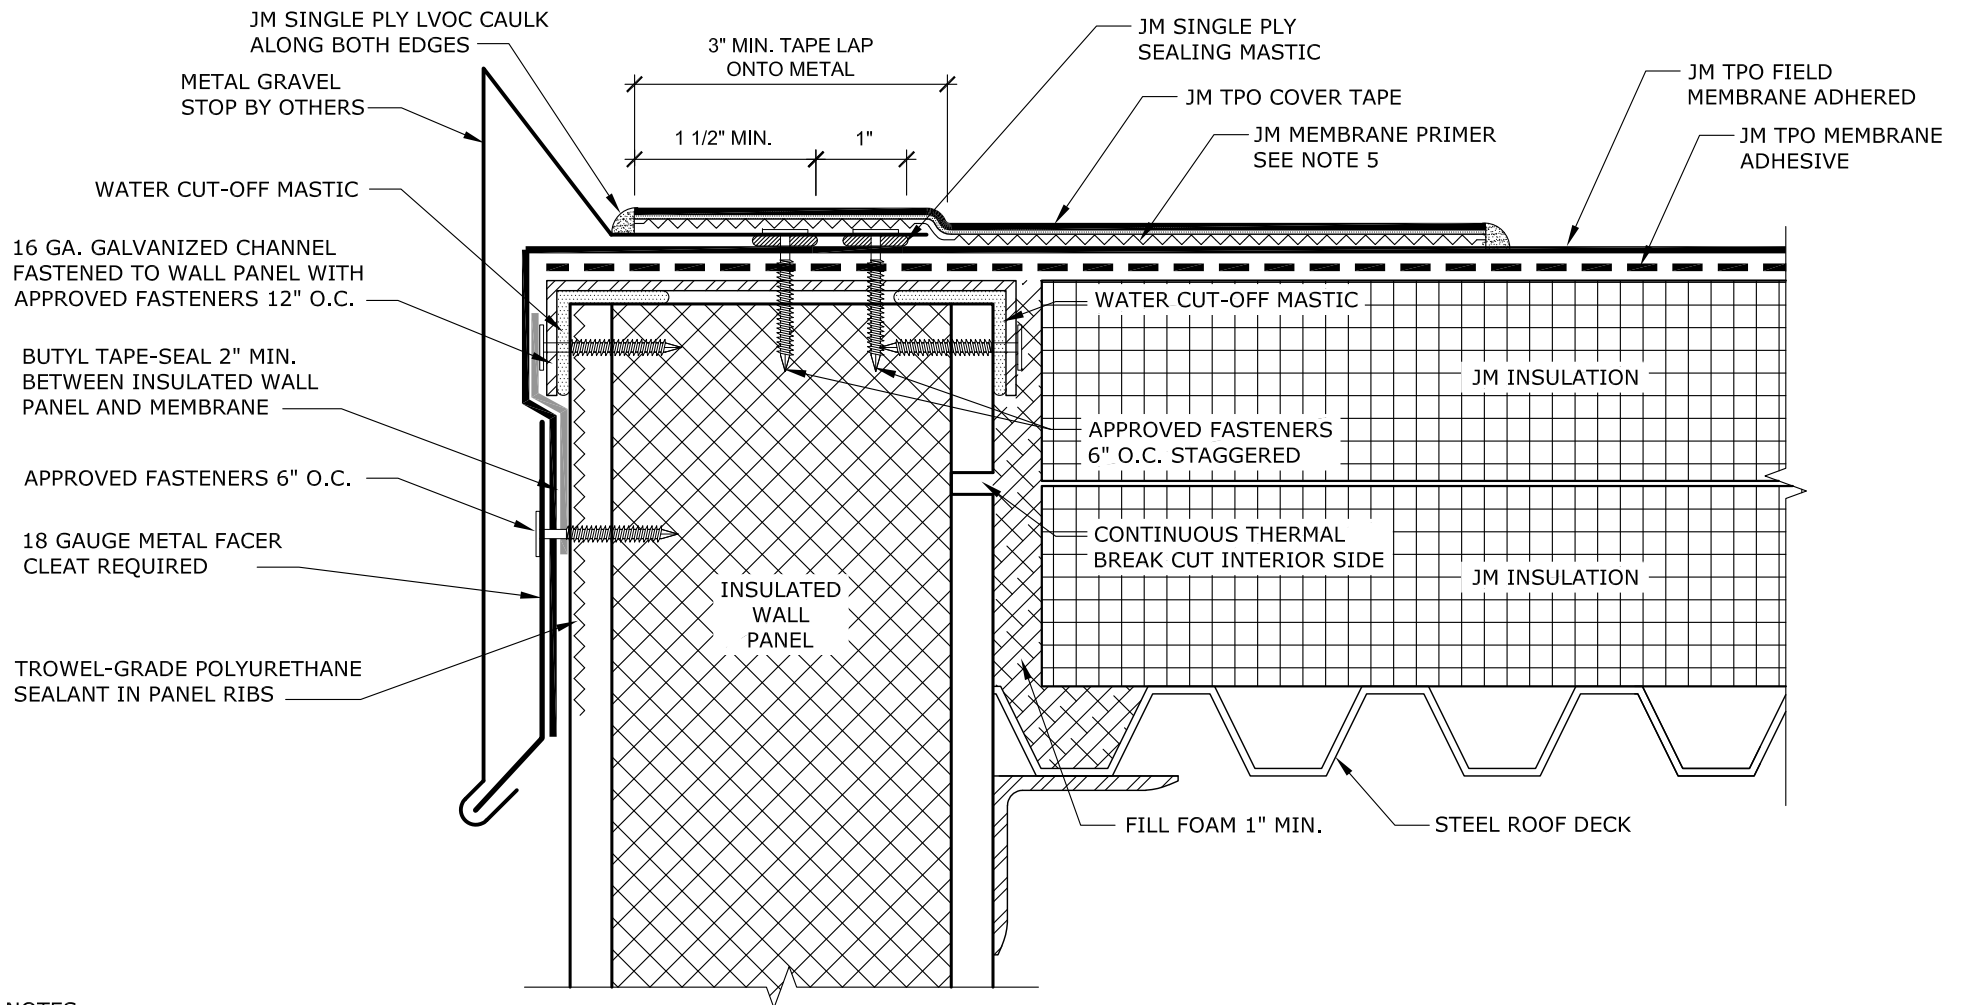 JM SINGLE PLY LVOC CAULK
ALONG BOTH EDGES
METAL GRAVEL
STOP BY OTHERS
WATER CUT-OFF MASTIC
16 GA. GALVANIZED CHANNEL
FASTENED TO WALL PANEL WITH
APPROVED FASTENERS 12" O.C.
BUTYL TAPE-SEAL 2" MIN.
BETWEEN INSULATED WALL
PANEL AND MEMBRANE
APPROVED FASTENERS 6" O.C.
18 GAUGE METAL FACER
CLEAT REQUIRED
TROWEL-GRADE POLYURETHANE
SEALANT IN PANEL RIBS
3" MIN. TAPE LAP
ONTO METAL
1 1/2" MIN.
1"
JM SINGLE PLY
SEALING MASTIC
JM TPO COVER TAPE
JM MEMBRANE PRIMER
SEE NOTE 5
JM TPO FIELD
MEMBRANE ADHERED
JM TPO MEMBRANE
ADHESIVE
WATER CUT-OFF MASTIC
JM INSULATION
APPROVED FASTENERS
6" O.C. STAGGERED
CONTINUOUS THERMAL
BREAK CUT INTERIOR SIDE
JM INSULATION
INSULATED
WALL
PANEL
FILL FOAM 1" MIN.
STEEL ROOF DECK
NOTES